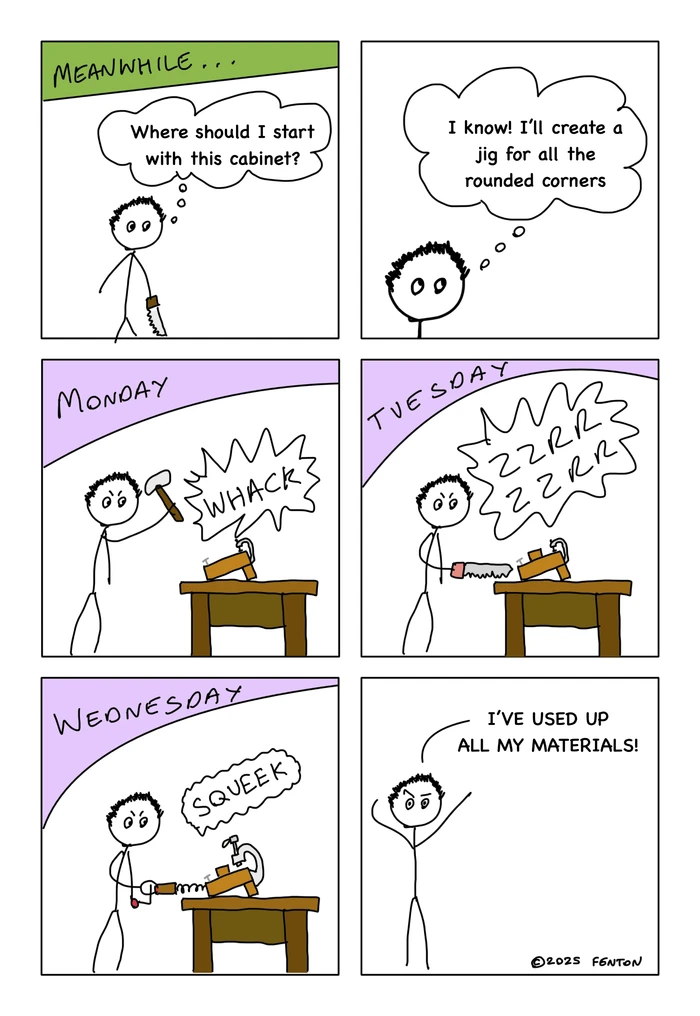 MEANWHILE...
Where should I start
with this cabinet?
I know! I'll create a
jig for all the
rounded corners
MONDAY
WHACK
TUESDAY
ZZRR
ZZRR
WEDNESDAY
SQUEEK
I'VE USED UP
ALL MY MATERIALS!
©2025 FENTON